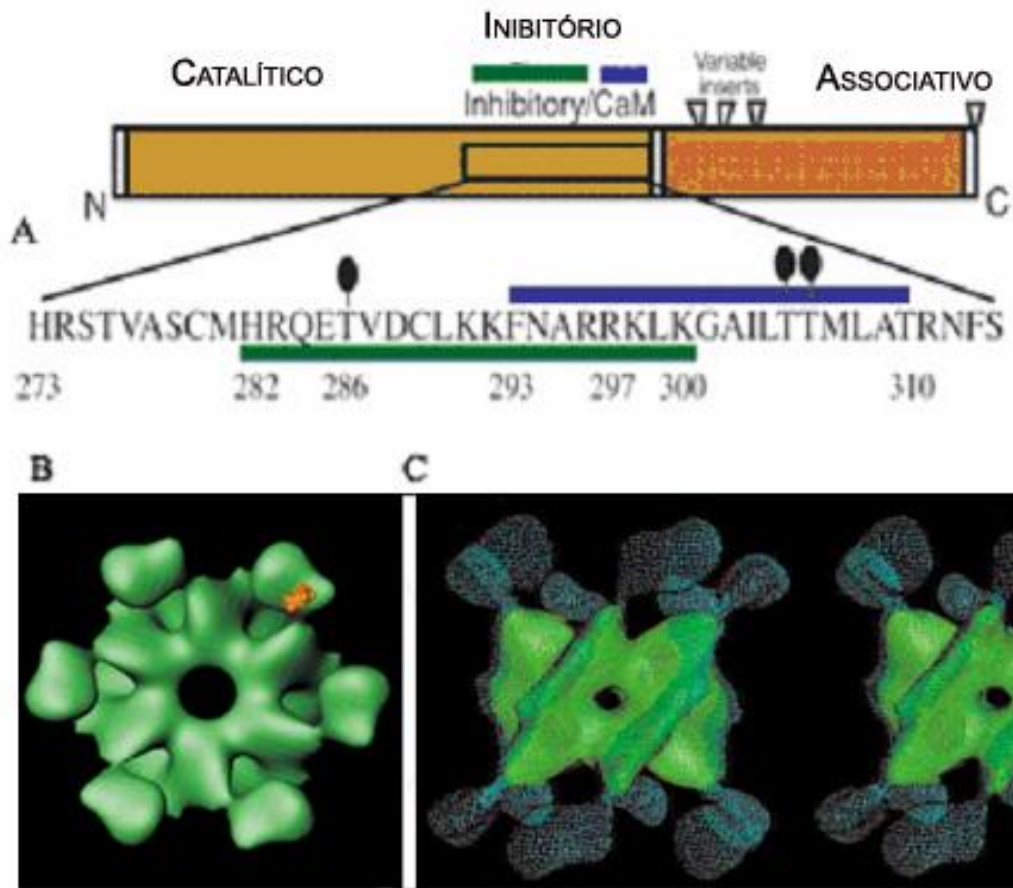 INIBITÓRIO
CATALÍTICO
Variable
inserts
ASSOCIATIVO
Inhibitory/CaM
N
C
A
HRSTVASCMHRQETVDCLKKFNARRKLKGAILTTMLATRNFS
273 282 286 293 297 300 310
B C